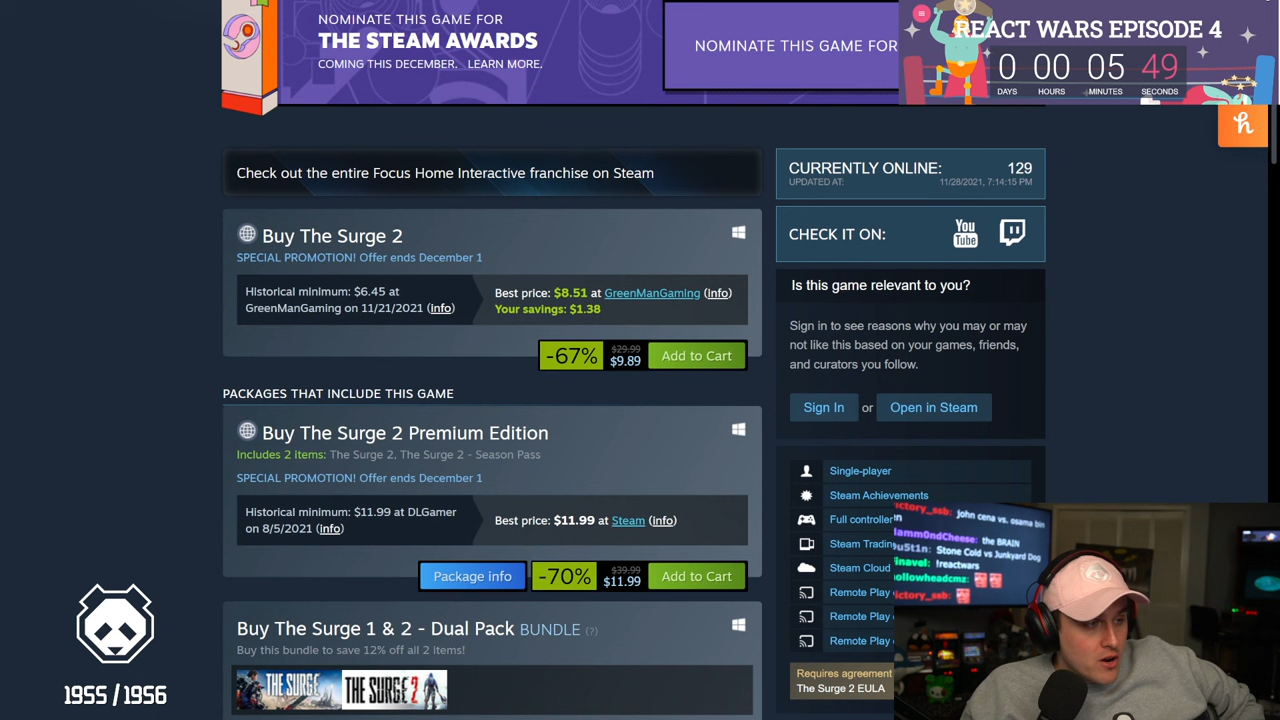 NOMINATE THIS GAME FOR
THE STEAM AWARDS
COMING THIS DECEMBER. LEARN MORE.
NOMINATE THIS GAME FOR
REACT WARS EPISODE 4
0 00 05 49
DAYS HOURS MINUTES SECONDS
Check out the entire Focus Home Interactive franchise on Steam
Buy The Surge 2
SPECIAL PROMOTION! Offer ends December 1
Historical minimum: $6.45 at
GreenManGaming on 11/21/2021 (info)
Best price: $8.51 at GreenManGaming (info)
Your savings: $1.38
-67%
$29.99
$9.89
Add to Cart
PACKAGES THAT INCLUDE THIS GAME
Buy The Surge 2 Premium Edition
Includes 2 items: The Surge 2, The Surge 2 - Season Pass
SPECIAL PROMOTION! Offer ends December 1
Historical minimum: $11.99 at DLGamer
on 8/5/2021 (info)
Best price: $11.99 at Steam (info)
Package info
-70%
$39.99
$11.99
Add to Cart
Buy The Surge 1 & 2 - Dual Pack BUNDLE (?)
Buy this bundle to save 12% off all 2 items!
THE SURGE
THE SURGE 2
CURRENTLY ONLINE: 129
UPDATED AT: 11/28/2021, 7:14:15 PM
CHECK IT ON:
You Tube
Is this game relevant to you?
Sign in to see reasons why you may or may
not like this based on your games, friends,
and curators you follow.
Sign In or Open in Steam
Single-player
Steam Achievements
Full controller
Steam Trading
Steam Cloud
Remote Play
Remote Play
Remote Play
Requires agreement
The Surge 2 EULA
ictory_ssb: john cena vs. osama bin
en
Hamm0ndCheese: the BRAIN
9u5t1n: Stone Cold vs Junyard Dog
linavel: !reactwars
hollowheadcmz:
ictory_ssb:
1955 / 1956